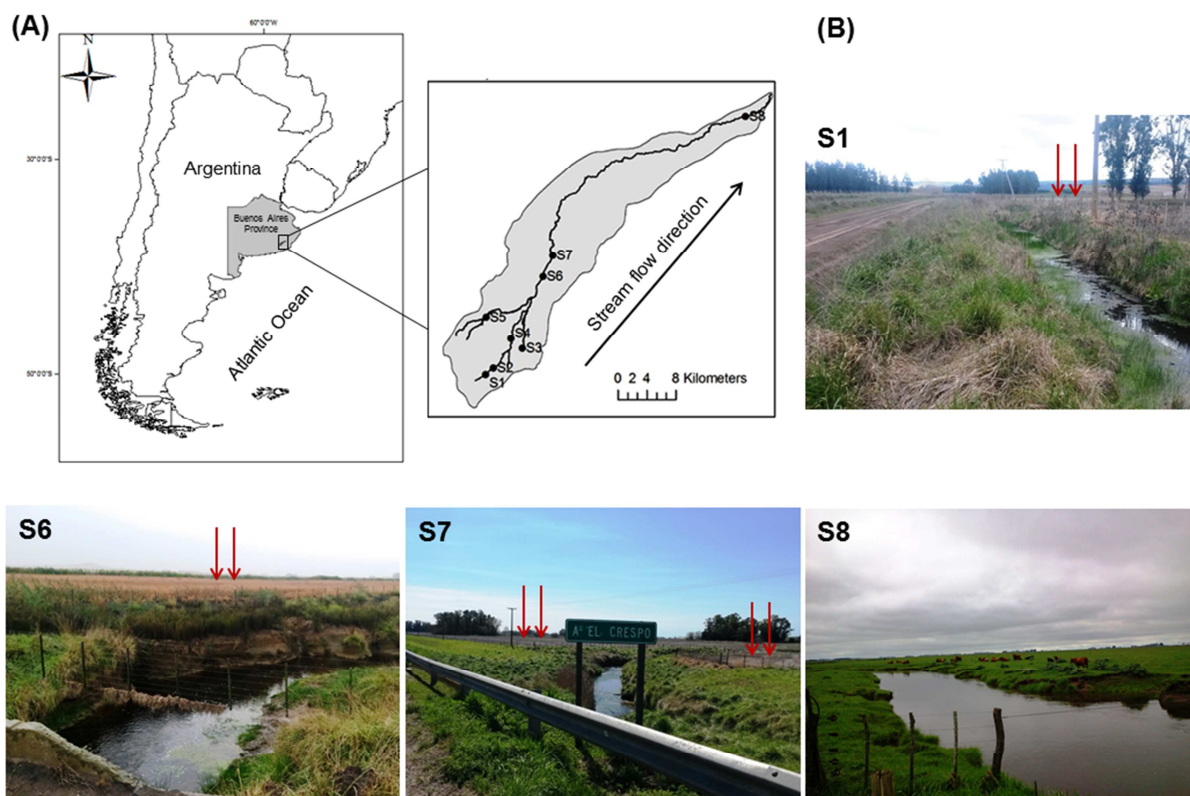 (A)
60°0'0"W
N
30°0'0"S
Argentina
Buenos Aires
Province
Atlantic Ocean
50°0'0"S
S8
S7
S6
S5
S4
S3
S2
S1
Stream flow direction
0 2 4 8 Kilometers
(B)
S1
S6
S7
A° EL CRESPO
S8